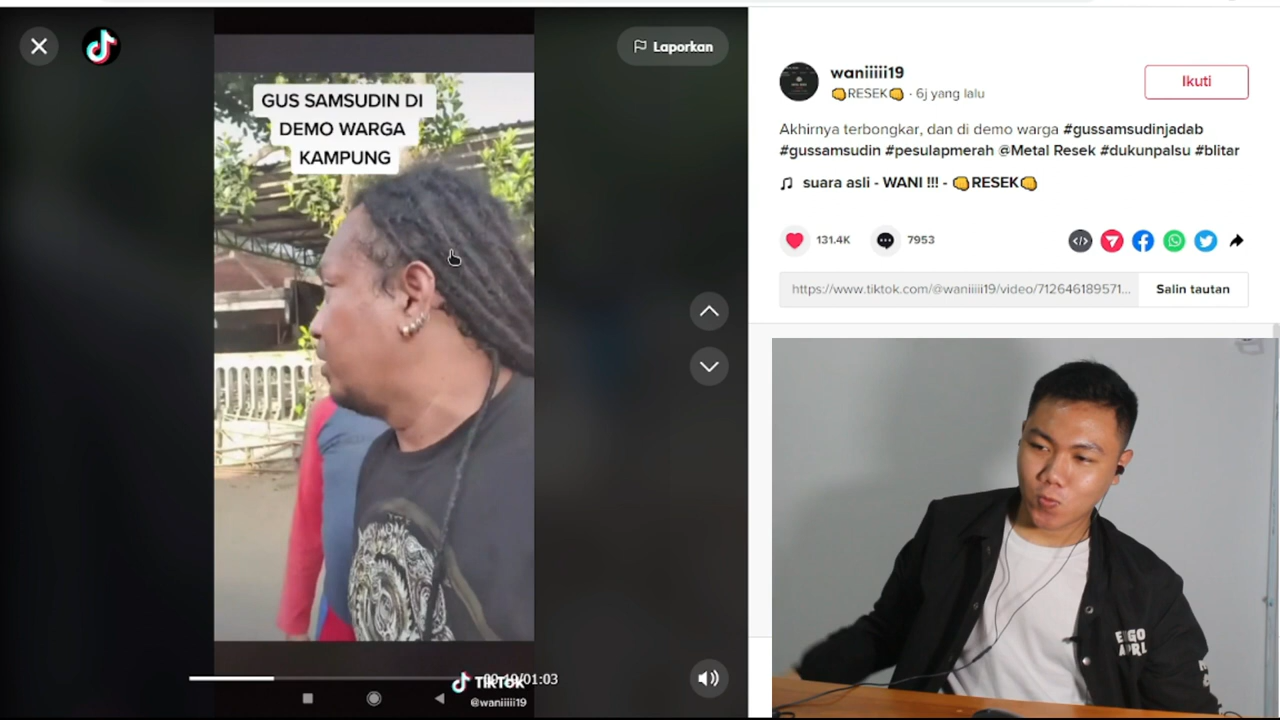 Laporkan
GUS SAMSUDIN DI
DEMO WARGA
KAMPUNG
TikTok
01:03
@waniiiii19
waniiiii19
RESEK · 6j yang lalu
Ikuti
Akhirnya terbongkar, dan di demo warga #gussamsudinjadab
#gussamsudin #pesulapmerah @Metal Resek #dukunpalsu #blitar
suara asli - WANI !!! - 👊RESEK👊
131.4K
7953
https://www.tiktok.com/@waniiiii19/video/712646189571...
Salin tautan